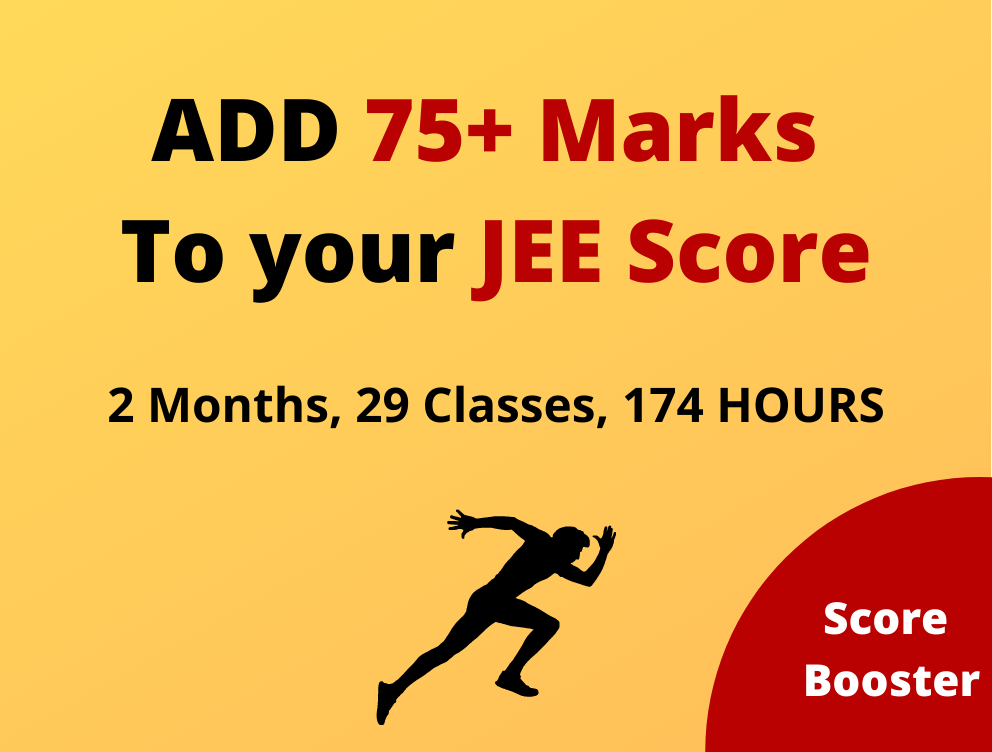 ADD 75+ Marks
To your JEE Score
2 Months, 29 Classes, 174 HOURS
Score
Booster